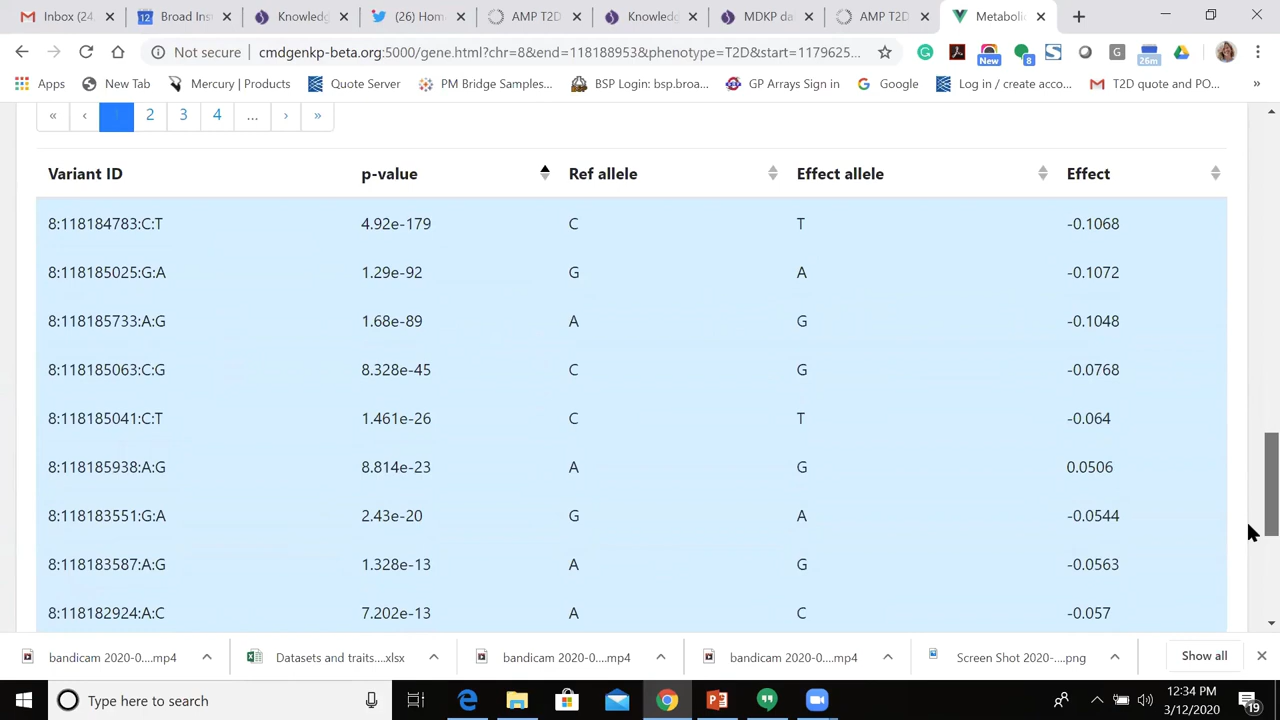 Inbox (24
Broad Ins
Knowledg
(26) Hom
AMP T2D
Knowledg
MDKP da
AMP T2D
Metaboli
Not secure
cmdgenkp-beta.org:5000/gene.html?chr=8&end=118188953&phenotype=T2D&start=1179625...
New
8
G
26m
Apps
New Tab
Mercury | Products
Quote Server
PM Bridge Samples...
BSP Login: bsp.broa...
GP Arrays Sign in
Google
Log in / create acco...
T2D quote and PO...
»
« ‹ 1 2 3 4 ... › »
Variant ID p-value Ref allele Effect allele Effect
8:118184783:C:T 4.92e-179 C T -0.1068
8:118185025:G:A 1.29e-92 G A -0.1072
8:118185733:A:G 1.68e-89 A G -0.1048
8:118185063:C:G 8.328e-45 C G -0.0768
8:118185041:C:T 1.461e-26 C T -0.064
8:118185938:A:G 8.814e-23 A G 0.0506
8:118183551:G:A 2.43e-20 G A -0.0544
8:118183587:A:G 1.328e-13 A G -0.0563
8:118182924:A:C 7.202e-13 A C -0.057
bandicam 2020-0....mp4
Datasets and traits....xlsx
bandicam 2020-0....mp4
bandicam 2020-0....mp4
Screen Shot 2020-....png
Show all
Type here to search
12:34 PM
3/12/2020
19